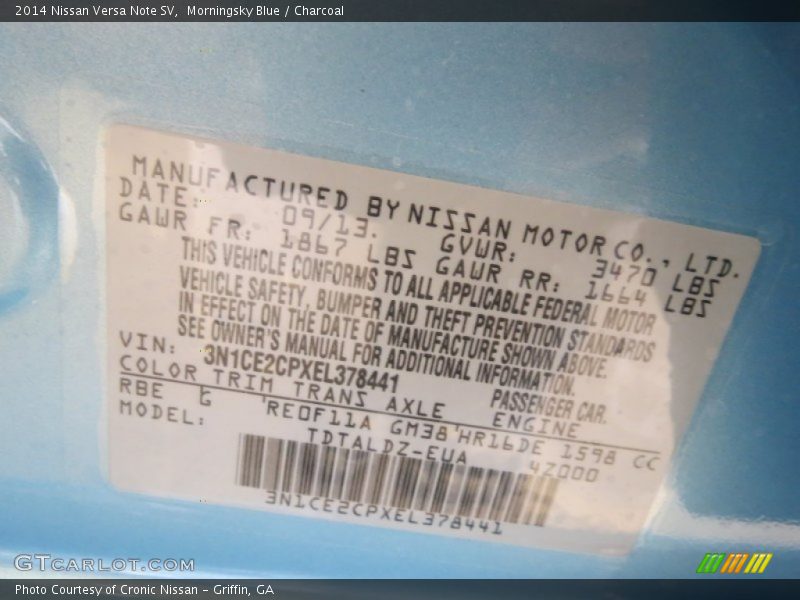 2014 Nissan Versa Note SV,  Morningsky Blue / Charcoal
MANUFACTURED BY NISSAN MOTOR CO., LTD.
DATE: 09/13. GVWR: 3470 LBS
GAWR FR: 1867 LBS GAWR RR: 1664 LBS
THIS VEHICLE CONFORMS TO ALL APPLICABLE FEDERAL MOTOR
VEHICLE SAFETY, BUMPER AND THEFT PREVENTION STANDARDS
IN EFFECT ON THE DATE OF MANUFACTURE SHOWN ABOVE.
SEE OWNER'S MANUAL FOR ADDITIONAL INFORMATION.
VIN: 3N1CE2CPXEL378441 PASSENGER CAR.
COLOR TRIM TRANS AXLE ENGINE
RBE G RE0F11A GM38 HR16DE 1598 CC
MODEL: TDTALDZ-EUA 4Z000
3N1CE2CPXEL378441
GTCARLOT.COM
Photo Courtesy of Cronic Nissan - Griffin, GA